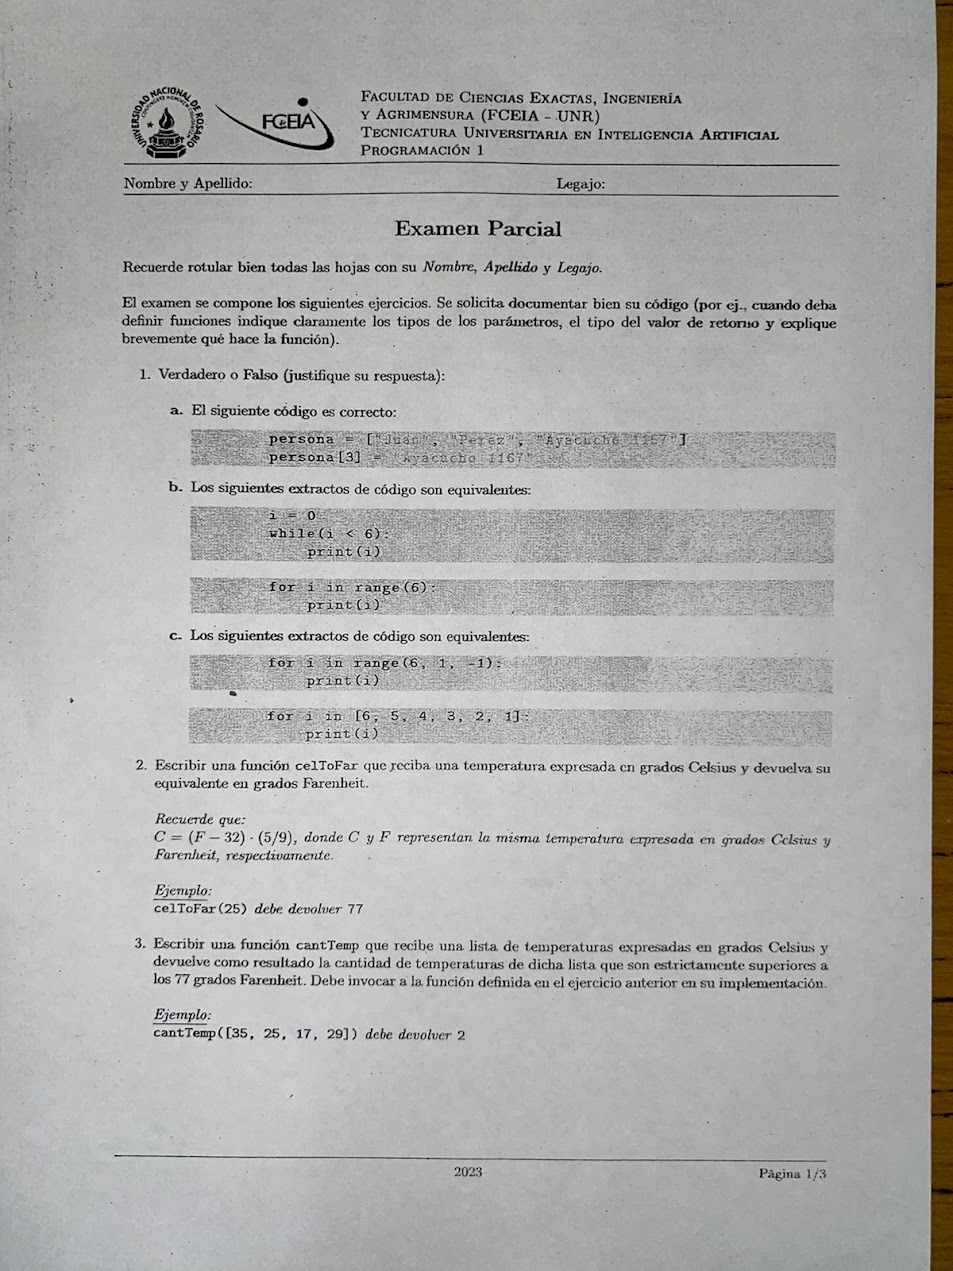 UNIVERSIDAD NACIONAL DE ROSARIO
FCEIA
Facultad de Ciencias Exactas, Ingeniería
y Agrimensura (FCEIA - UNR)
Tecnicatura Universitaria en Inteligencia Artificial
Programación 1
Nombre y Apellido: Legajo:
Examen Parcial
Recuerde rotular bien todas las hojas con su Nombre, Apellido y Legajo.
El examen se compone los siguientes ejercicios. Se solicita documentar bien su código (por ej., cuando deba
definir funciones indique claramente los tipos de los parámetros, el tipo del valor de retorno y explique
brevemente qué hace la función).
1. Verdadero o Falso (justifique su respuesta):
a. El siguiente código es correcto:
persona = ["Juan", "Perez", "Ayacucho 1167"]
persona[3] = "Ayacucho 1167"
b. Los siguientes extractos de código son equivalentes:
i = 0
while(i < 6):
print(i)
for i in range(6):
print(i)
c. Los siguientes extractos de código son equivalentes:
for i in range(6, 1, -1):
print(i)
for i in [6, 5, 4, 3, 2, 1]:
print(i)
2. Escribir una función celToFar que reciba una temperatura expresada en grados Celsius y devuelva su
equivalente en grados Farenheit.
Recuerde que:
C = (F − 32) · (5/9), donde C y F representan la misma temperatura expresada en grados Celsius y
Farenheit, respectivamente.
Ejemplo:
celToFar(25) debe devolver 77
3. Escribir una función cantTemp que recibe una lista de temperaturas expresadas en grados Celsius y
devuelve como resultado la cantidad de temperaturas de dicha lista que son estrictamente superiores a
los 77 grados Farenheit. Debe invocar a la función definida en el ejercicio anterior en su implementación.
Ejemplo:
cantTemp([35, 25, 17, 29]) debe devolver 2
2023 Página 1/3